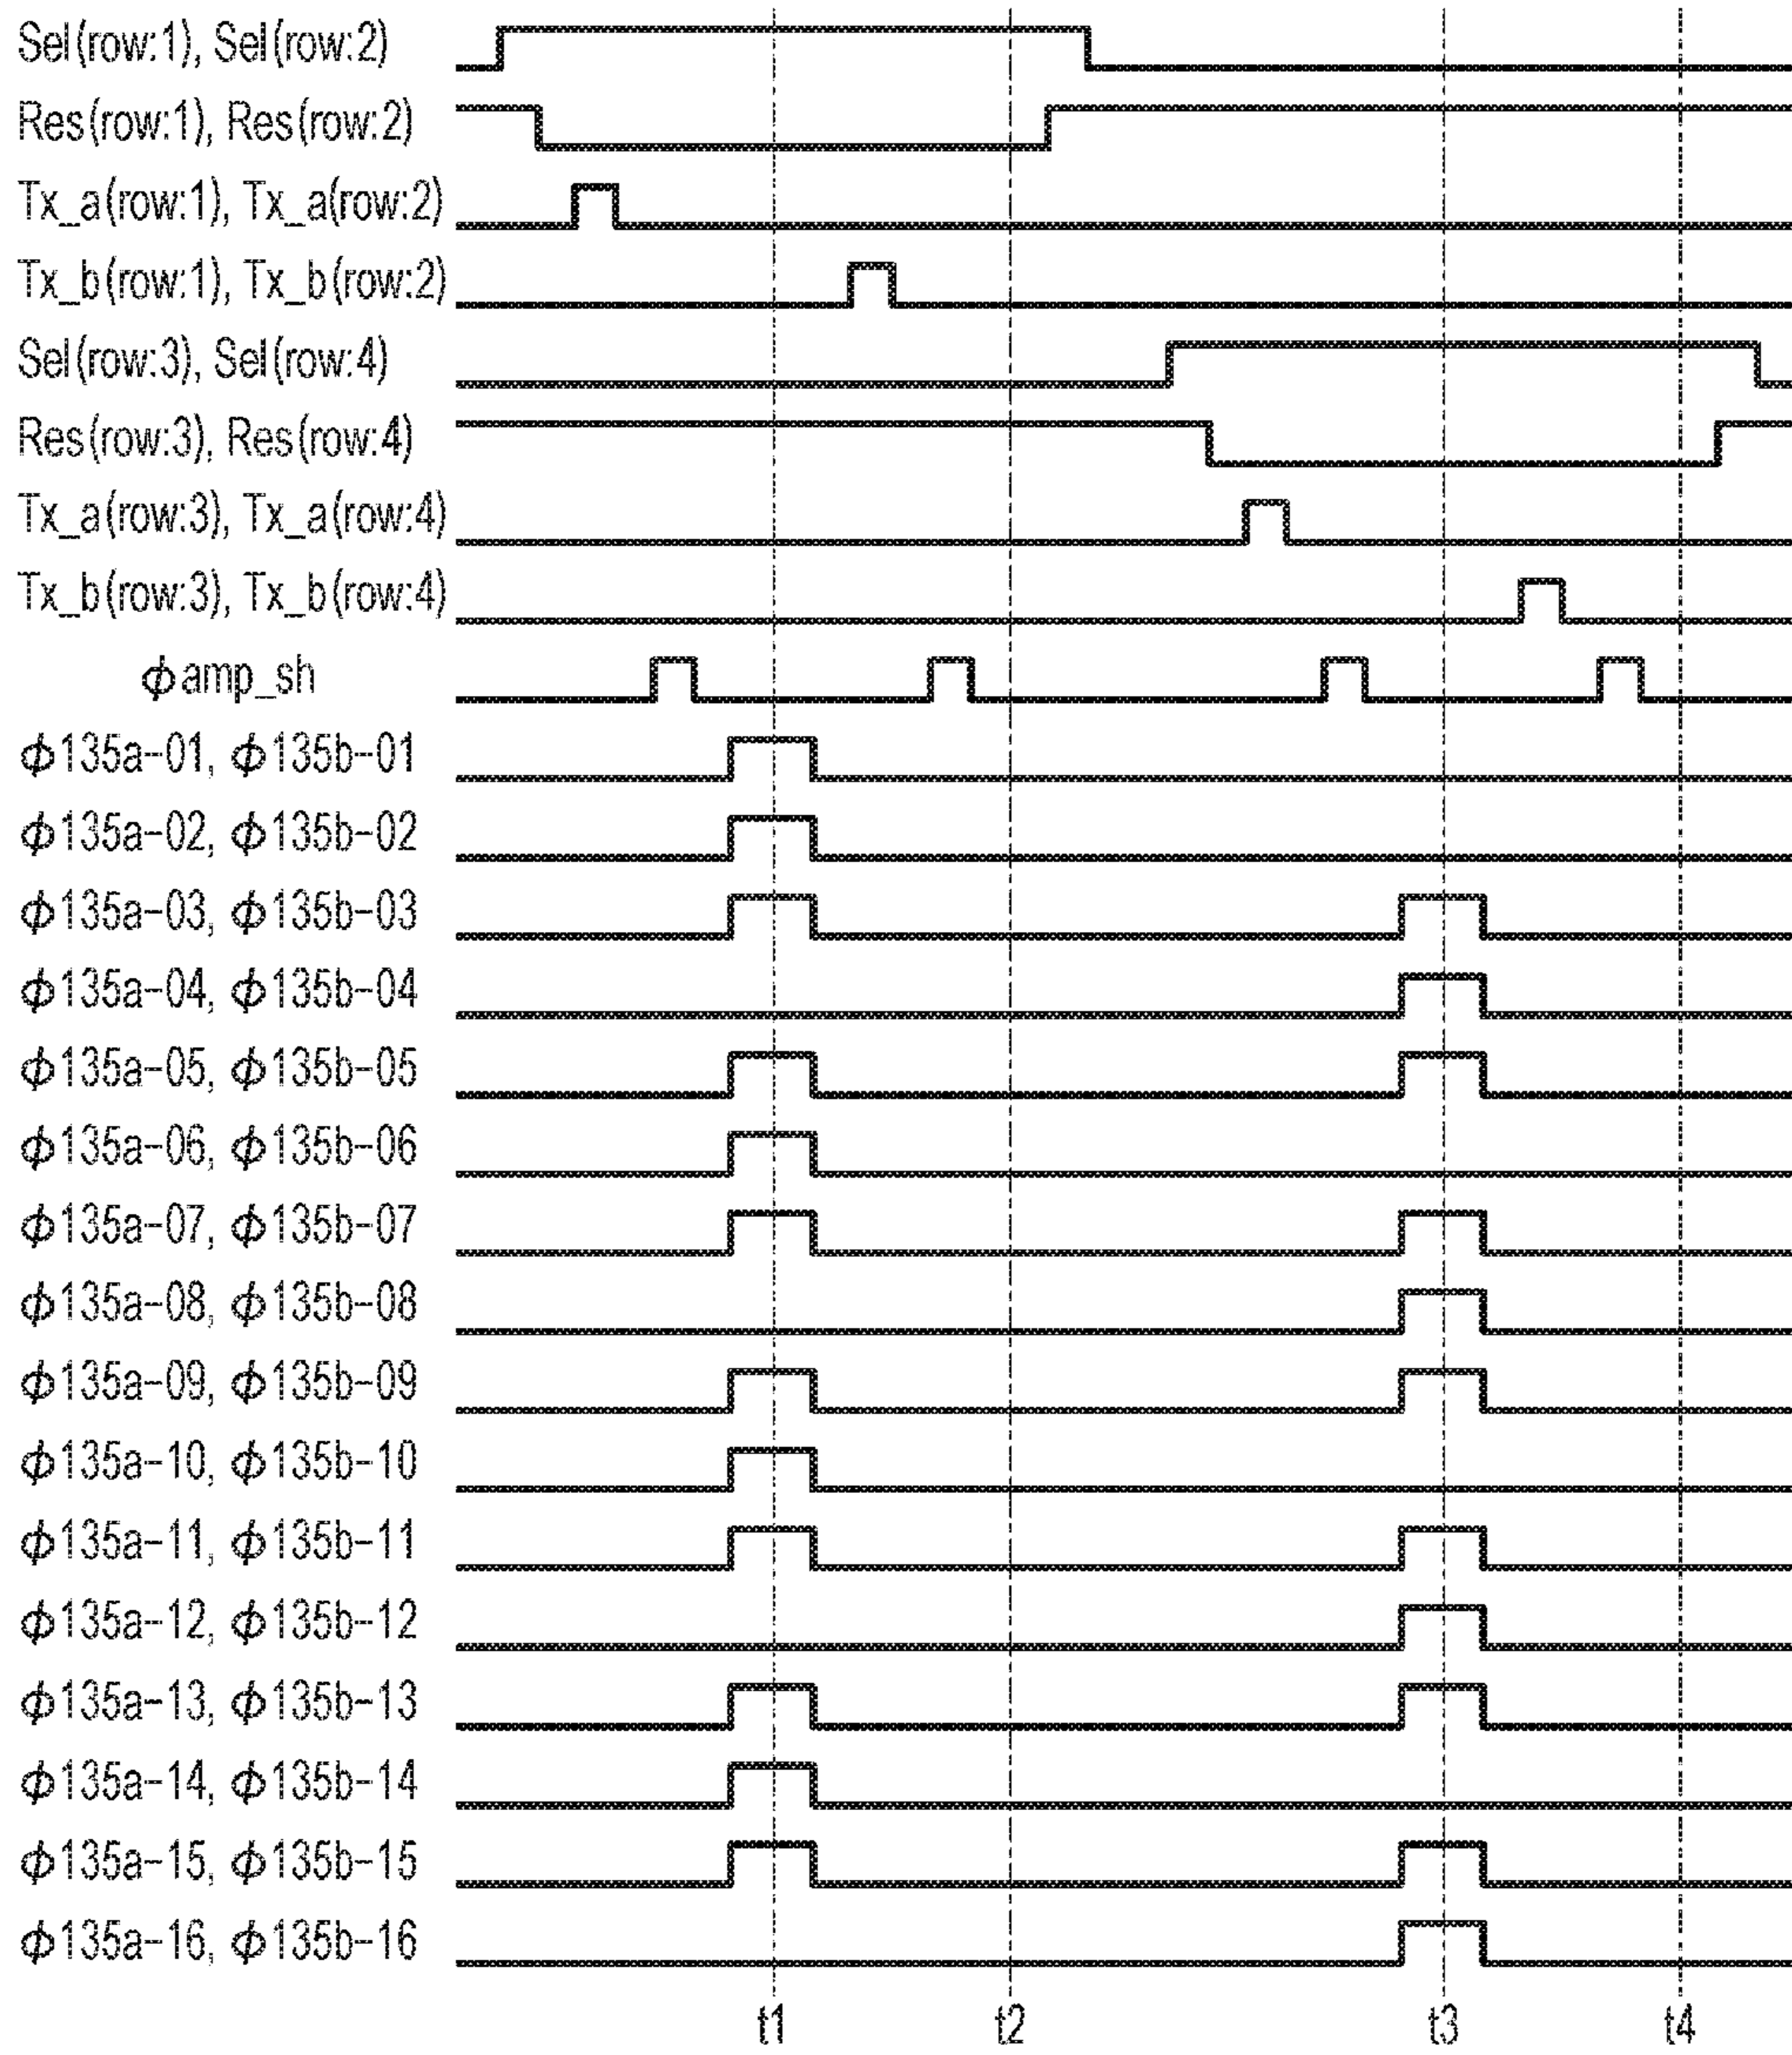 Sel(row:1), Sel(row:2)
Res(row:1), Res(row:2)
Tx_a(row:1), Tx_a(row:2)
Tx_b(row:1), Tx_b(row:2)
Sel(row:3), Sel(row:4)
Res(row:3), Res(row:4)
Tx_a(row:3), Tx_a(row:4)
Tx_b(row:3), Tx_b(row:4)
ϕamp_sh
ϕ135a-01, ϕ135b-01
ϕ135a-02, ϕ135b-02
ϕ135a-03, ϕ135b-03
ϕ135a-04, ϕ135b-04
ϕ135a-05, ϕ135b-05
ϕ135a-06, ϕ135b-06
ϕ135a-07, ϕ135b-07
ϕ135a-08, ϕ135b-08
ϕ135a-09, ϕ135b-09
ϕ135a-10, ϕ135b-10
ϕ135a-11, ϕ135b-11
ϕ135a-12, ϕ135b-12
ϕ135a-13, ϕ135b-13
ϕ135a-14, ϕ135b-14
ϕ135a-15, ϕ135b-15
ϕ135a-16, ϕ135b-16
t1 t2 t3 t4